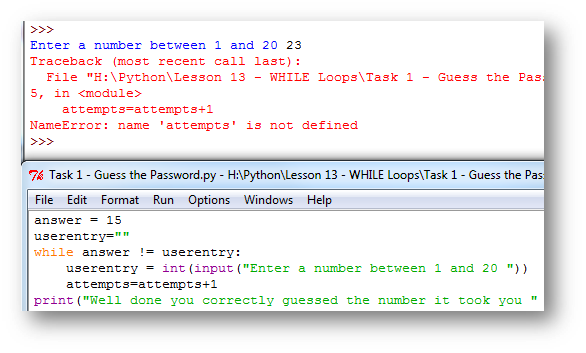 >>>
Enter a number between 1 and 20 23
Traceback (most recent call last):
  File "H:\Python\Lesson 13 - WHILE Loops\Task 1 - Guess the Pas
5, in <module>
    attempts=attempts+1
NameError: name 'attempts' is not defined
>>>
Task 1 - Guess the Password.py - H:\Python\Lesson 13 - WHILE Loops\Task 1 - Guess the Pas
File Edit Format Run Options Windows Help
answer = 15
userentry=""
while answer != userentry:
    userentry = int(input("Enter a number between 1 and 20 "))
    attempts=attempts+1
print("Well done you correctly guessed the number it took you "